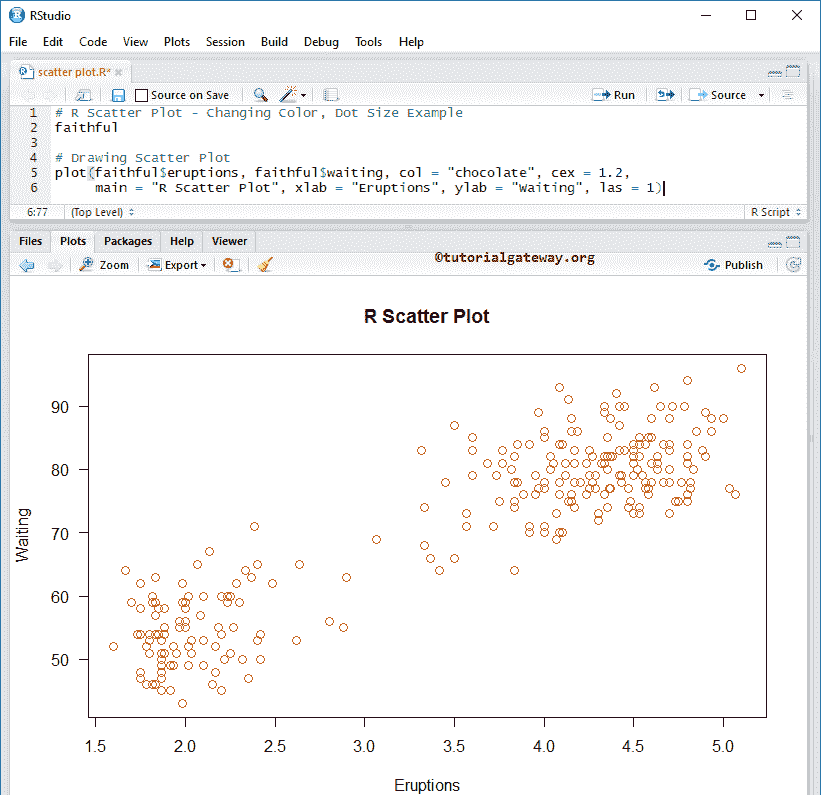 RStudio
File Edit Code View Plots Session Build Debug Tools Help
scatter plot.R*
Source on Save Run Source
1 # R Scatter Plot - Changing Color, Dot Size Example
2 faithful
3
4 # Drawing Scatter Plot
5 plot(faithful$eruptions, faithful$waiting, col = "chocolate", cex = 1.2,
6 main = "R Scatter Plot", xlab = "Eruptions", ylab = "Waiting", las = 1)
6:77 (Top Level) R Script
Files Plots Packages Help Viewer
©tutorialgateway.org
Zoom Export Publish
R Scatter Plot
90
80
70
60
50
Waiting
1.5 2.0 2.5 3.0 3.5 4.0 4.5 5.0
Eruptions